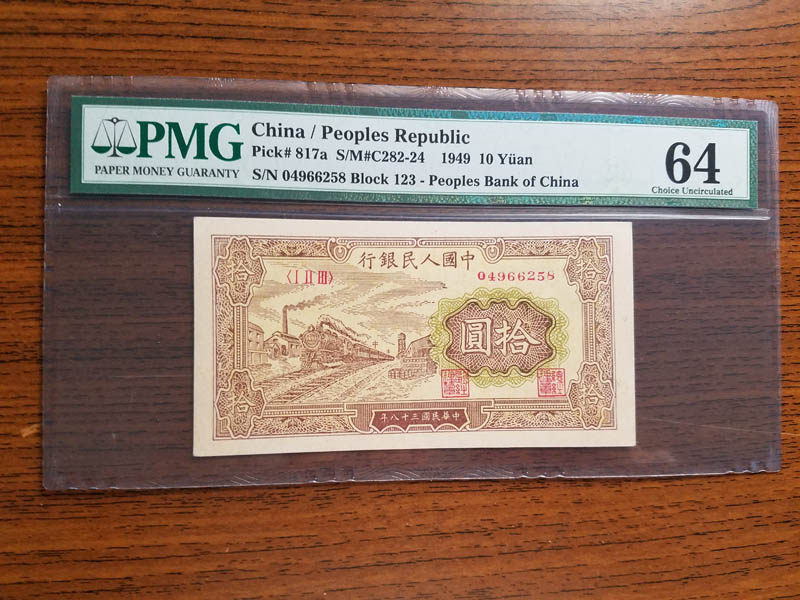 PMG
PAPER MONEY GUARANTY
China / Peoples Republic
Pick# 817a S/M#C282-24 1949 10 Yüan
S/N 04966258 Block 123 - Peoples Bank of China
64
Choice Uncirculated
行銀民人國中
〈I II III〉
04966258
圓拾
年八十三國民華中
拾
拾
拾
拾